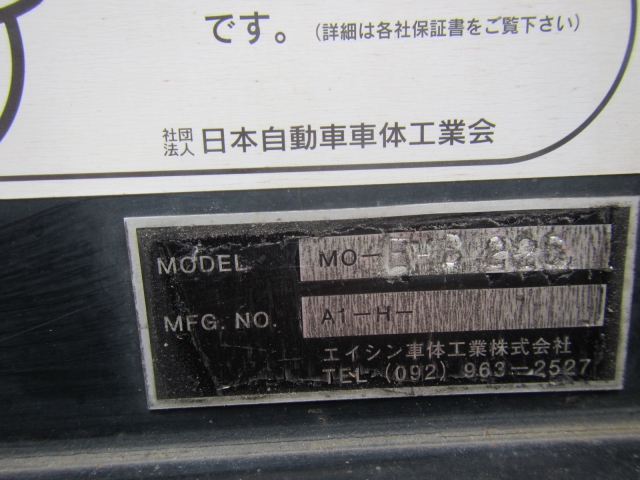 です。(詳細は各社保証書をご覧下さい)
社団法人 日本自動車車体工業会
MODEL MO-
MFG. NO. A1-H-
エイシン車体工業株式会社
TEL (092) 963-2527